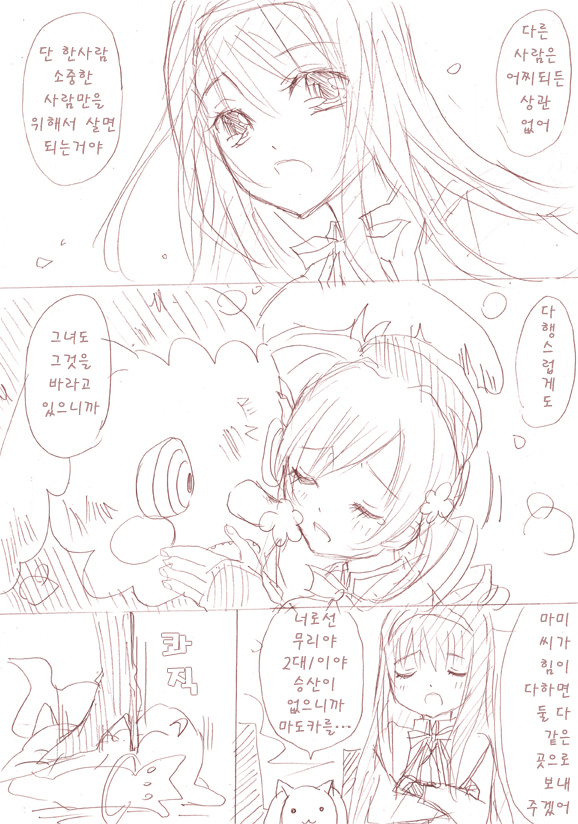 다른
사람은
어찌되든
상관
없어
단 한사람
소중한
사람만을
위해서 살면
되는거야
다
행
스
럽
게
도
그녀도
그것을
바라고
있으니까
마미
씨가
힘이
다하면
둘 다
같은
곳으로
보내
주겠어
너로선
무리야
2대1이야
승산이
없으니까
마도카를...
콰
직